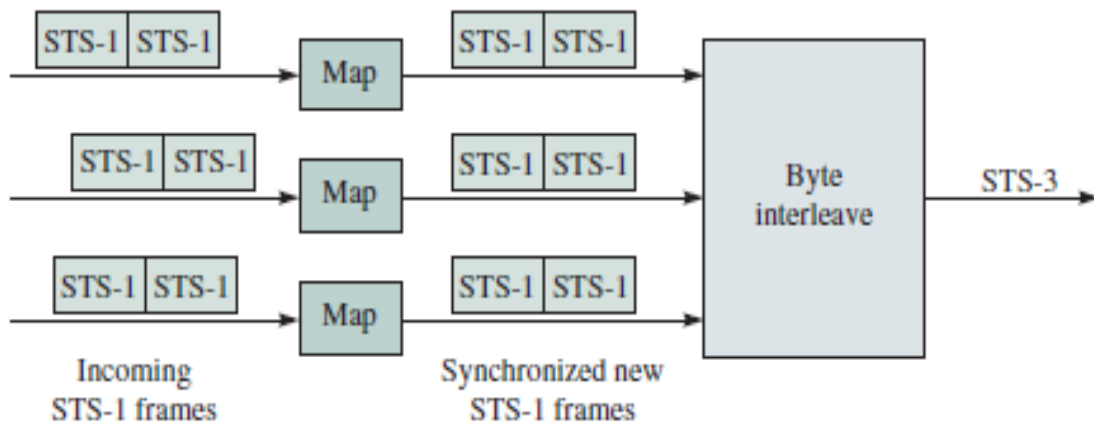 STS-1 STS-1
Map
STS-1 STS-1
STS-1 STS-1
Map
STS-1 STS-1
Byte
interleave
STS-3
STS-1 STS-1
Map
STS-1 STS-1
Incoming
STS-1 frames
Synchronized new
STS-1 frames